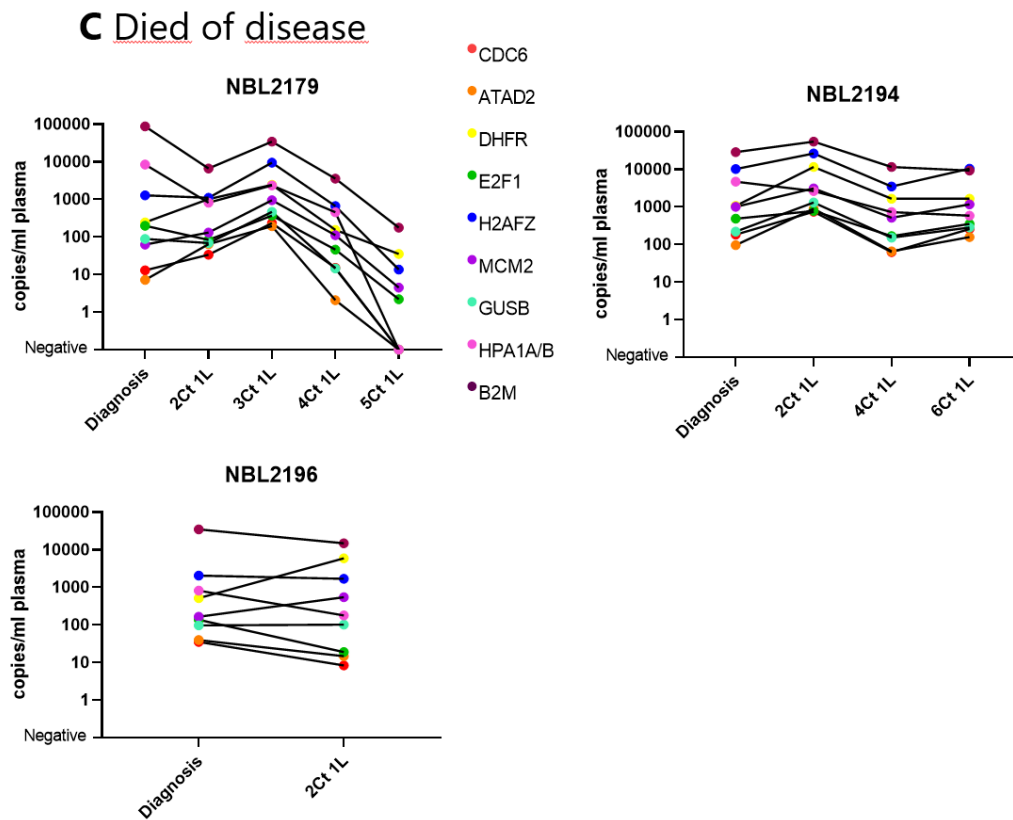 C Died of disease
NBL2179
copies/ml plasma
100000
10000
1000
100
10
1
Negative
Diagnosis
2Ct 1L
3Ct 1L
4Ct 1L
5Ct 1L
CDC6
ATAD2
DHFR
E2F1
H2AFZ
MCM2
GUSB
HPA1A/B
B2M
NBL2194
copies/ml plasma
100000
10000
1000
100
10
1
Negative
Diagnosis
2Ct 1L
4Ct 1L
6Ct 1L
NBL2196
copies/ml plasma
100000
10000
1000
100
10
1
Negative
Diagnosis
2Ct 1L